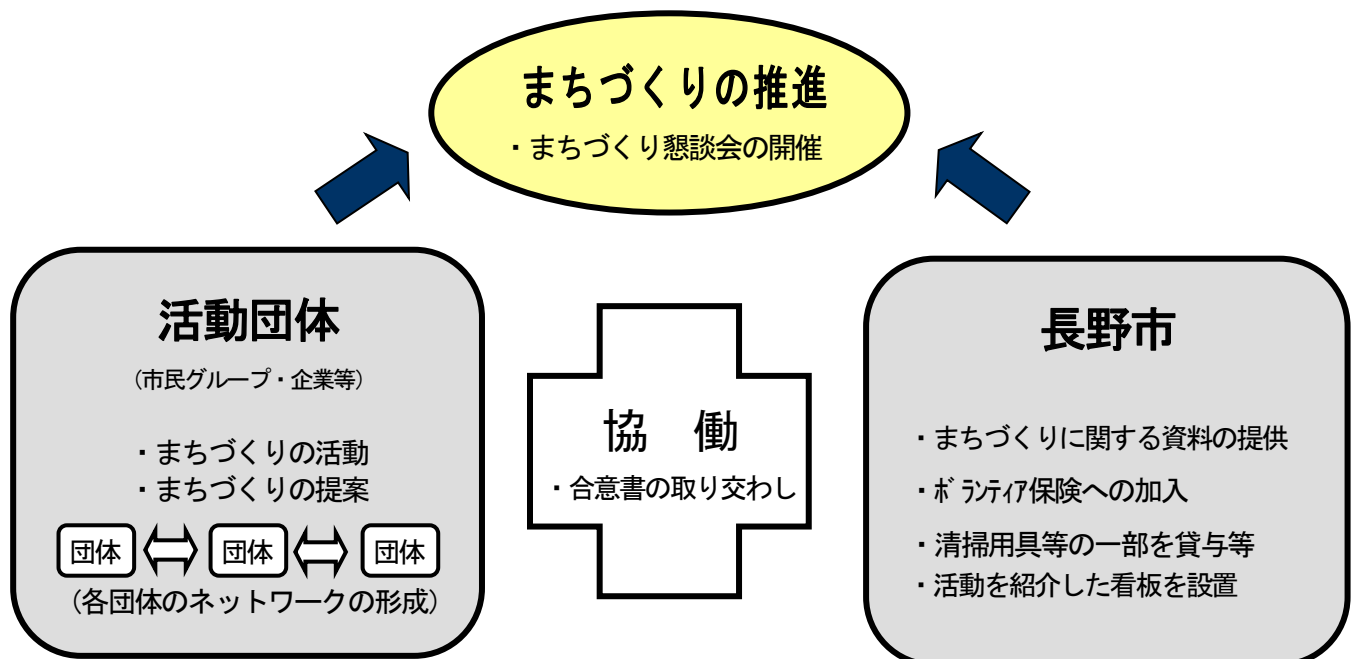 まちづくりの推進
・まちづくり懇談会の開催
活動団体
（市民グループ・企業等）
・まちづくりの活動
・まちづくりの提案
団体 団体 団体
（各団体のネットワークの形成）
協 働
・合意書の取り交わし
長野市
・まちづくりに関する資料の提供
・ﾎﾞﾗﾝﾃｨｱ保険への加入
・清掃用具等の一部を貸与等
・活動を紹介した看板を設置